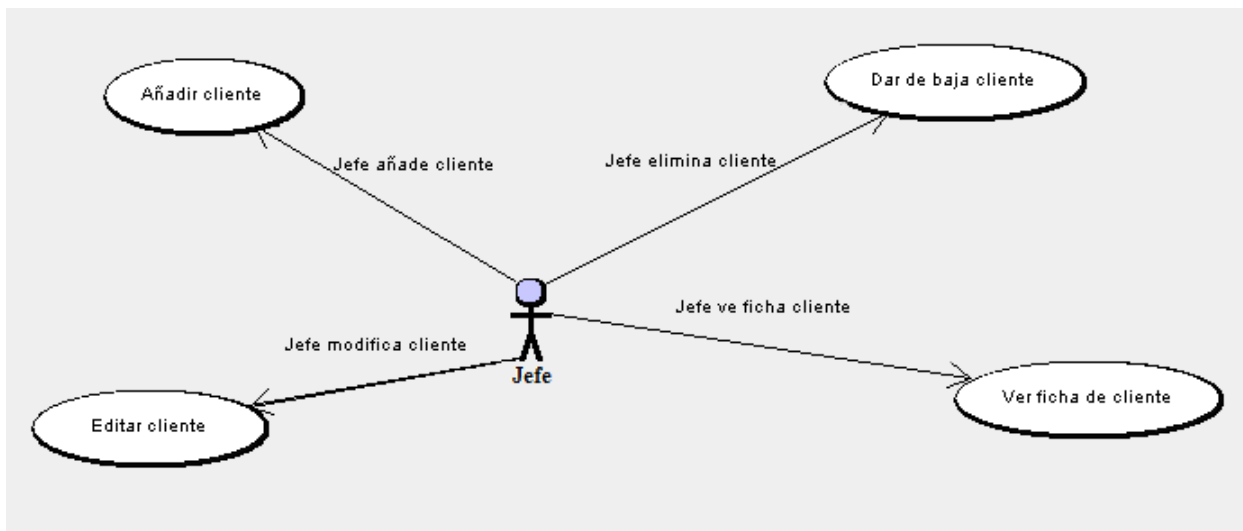 Añadir cliente
Dar de baja cliente
Jefe añade cliente
Jefe elimina cliente
Jefe ve ficha cliente
Jefe modifica cliente
Jefe
Ver ficha de cliente
Editar cliente